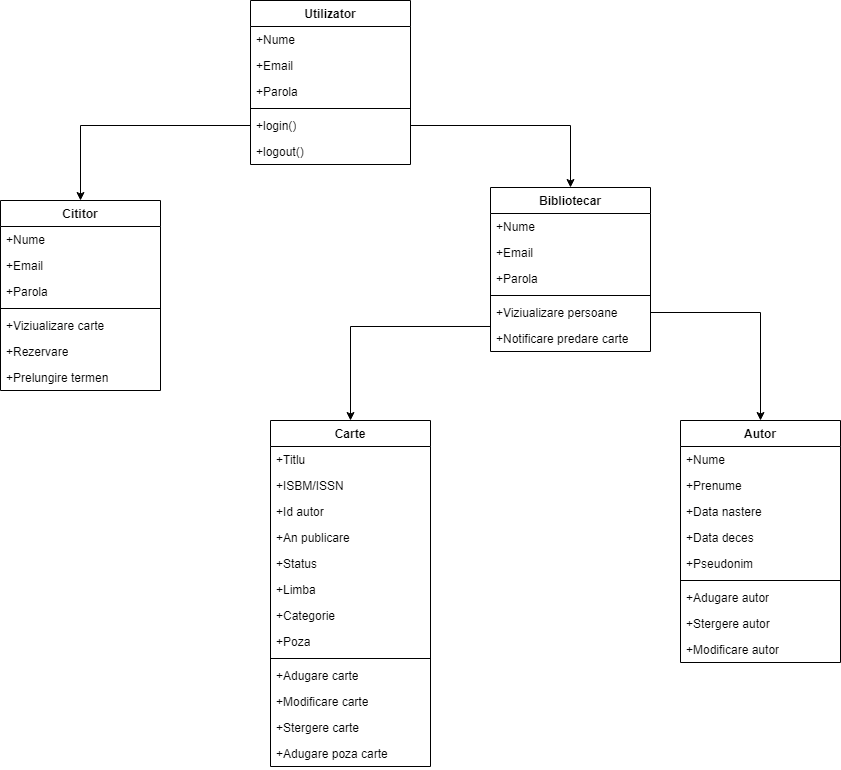 Utilizator
+Nume
+Email
+Parola
+login()
+logout()
Cititor
+Nume
+Email
+Parola
+Viziualizare carte
+Rezervare
+Prelungire termen
Bibliotecar
+Nume
+Email
+Parola
+Viziualizare persoane
+Notificare predare carte
Carte
+Titlu
+ISBM/ISSN
+Id autor
+An publicare
+Status
+Limba
+Categorie
+Poza
+Adugare carte
+Modificare carte
+Stergere carte
+Adugare poza carte
Autor
+Nume
+Prenume
+Data nastere
+Data deces
+Pseudonim
+Adugare autor
+Stergere autor
+Modificare autor